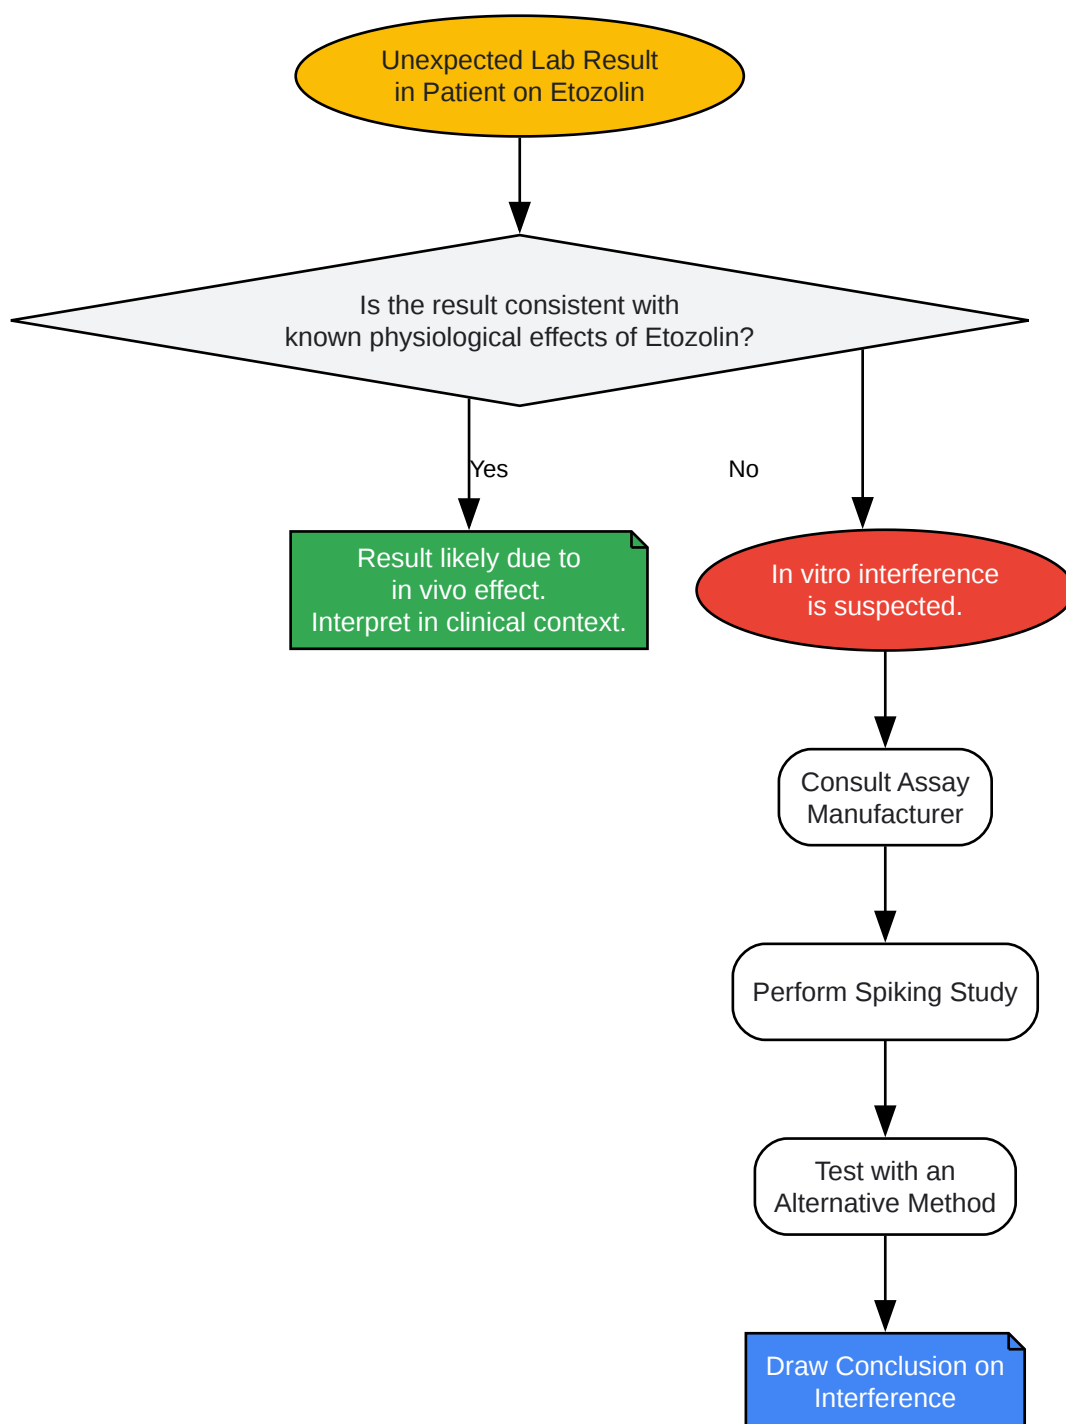 Unexpected Lab Result
in Patient on Etozolin
Is the result consistent with
known physiological effects of Etozolin?
Yes
No
Result likely due to
in vivo effect.
Interpret in clinical context.
In vitro interference
is suspected.
Consult Assay
Manufacturer
Perform Spiking Study
Test with an
Alternative Method
Draw Conclusion on
Interference